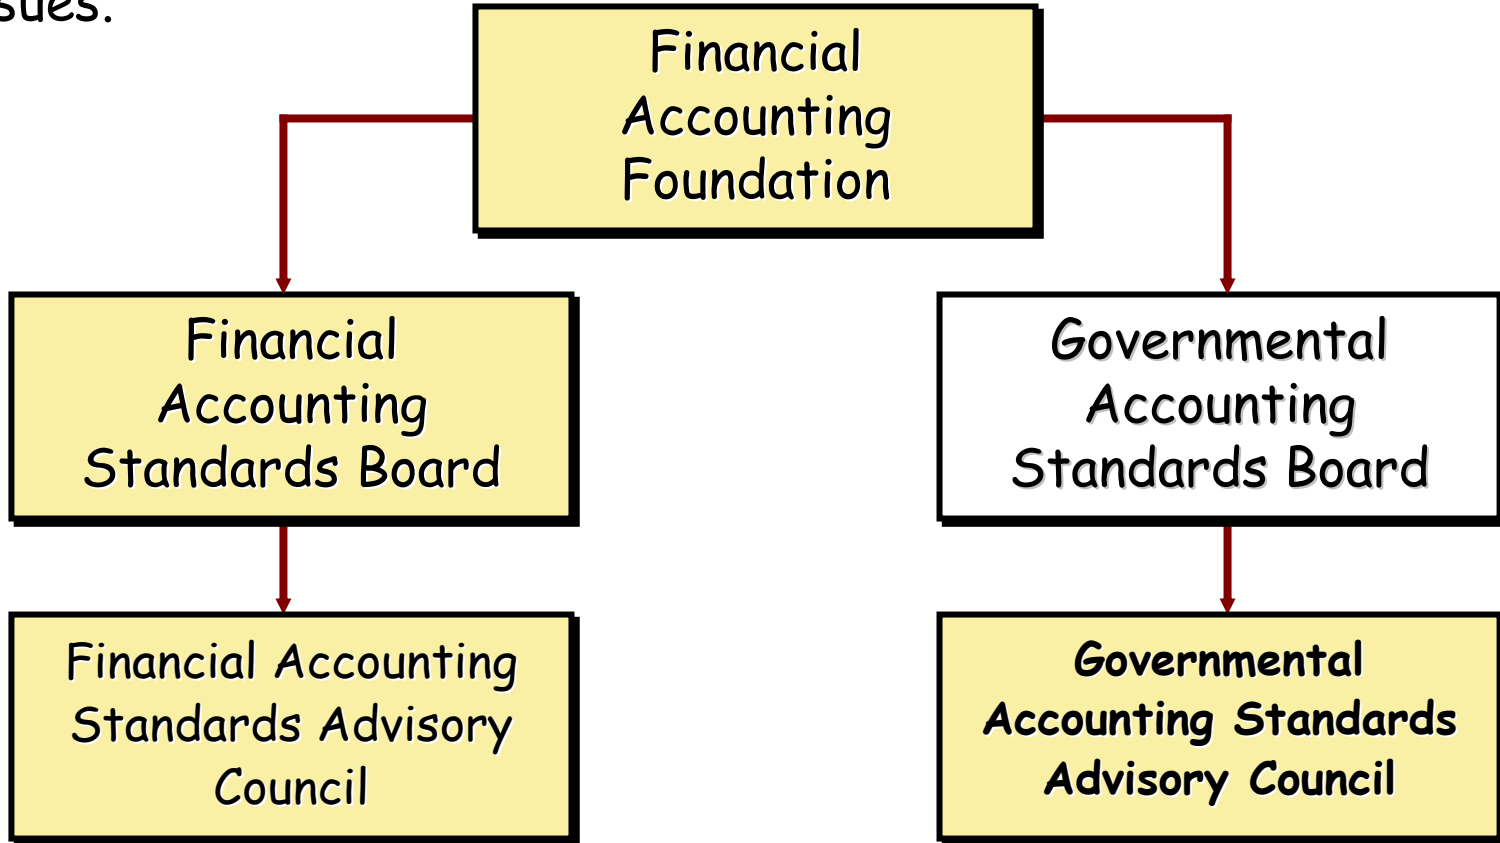 Financial
Accounting
Foundation
Financial
Accounting
Standards Board
Governmental
Accounting
Standards Board
Financial Accounting
Standards Advisory
Council
Governmental
Accounting Standards
Advisory Council